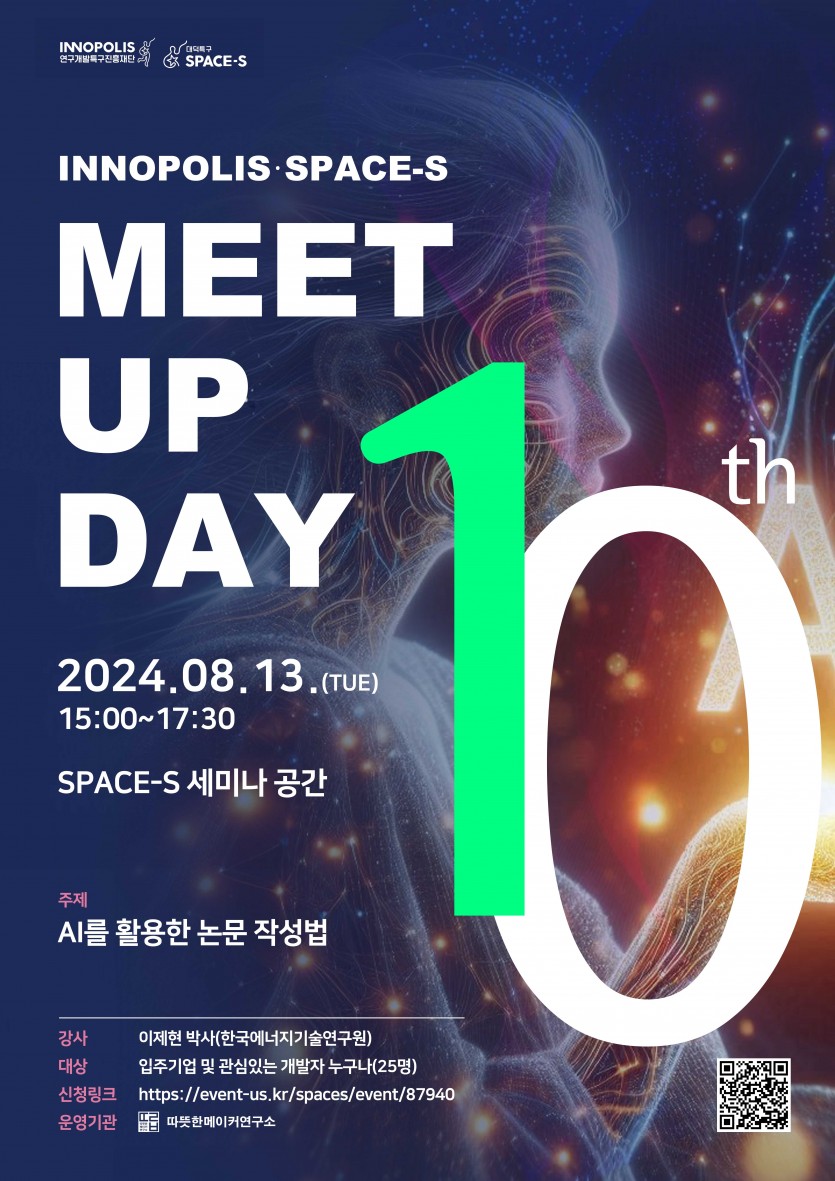 INNOPOLIS
연구개발특구진흥재단
대덕특구
SPACE-S
INNOPOLIS·SPACE-S
MEET
UP
DAY
10th
2024.08.13.(TUE)
15:00~17:30
SPACE-S 세미나 공간
주제
AI를 활용한 논문 작성법
강사 이제현 박사(한국에너지기술연구원)
대상 입주기업 및 관심있는 개발자 누구나(25명)
신청링크 https://event-us.kr/spaces/event/87940
운영기관 따뜻한메이커연구소